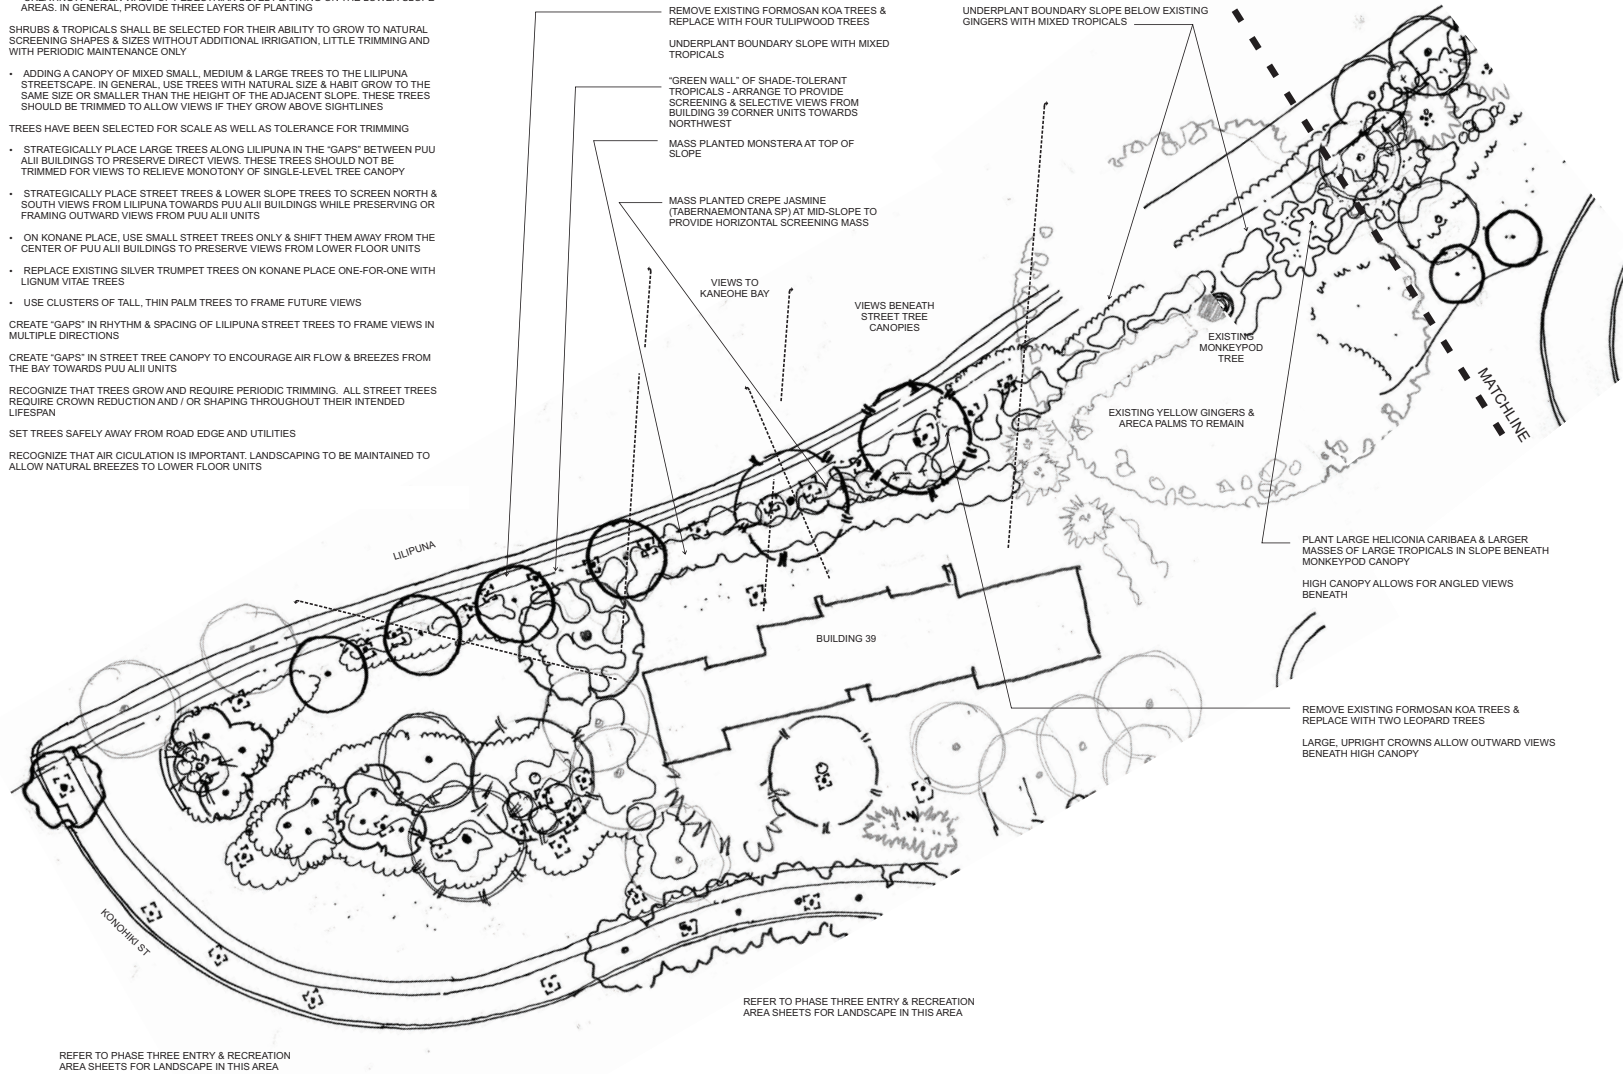 AREAS. IN GENERAL, PROVIDE THREE LAYERS OF PLANTING
SHRUBS & TROPICALS SHALL BE SELECTED FOR THEIR ABILITY TO GROW TO NATURAL
SCREENING SHAPES & SIZES WITHOUT ADDITIONAL IRRIGATION, LITTLE TRIMMING AND
WITH PERIODIC MAINTENANCE ONLY
• ADDING A CANOPY OF MIXED SMALL, MEDIUM & LARGE TREES TO THE LILIPUNA
STREETSCAPE. IN GENERAL, USE TREES WITH NATURAL SIZE & HABIT GROW TO THE
SAME SIZE OR SMALLER THAN THE HEIGHT OF THE ADJACENT SLOPE. THESE TREES
SHOULD BE TRIMMED TO ALLOW VIEWS IF THEY GROW ABOVE SIGHTLINES
TREES HAVE BEEN SELECTED FOR SCALE AS WELL AS TOLERANCE FOR TRIMMING
• STRATEGICALLY PLACE LARGE TREES ALONG LILIPUNA IN THE "GAPS" BETWEEN PUU
ALII BUILDINGS TO PRESERVE DIRECT VIEWS. THESE TREES SHOULD NOT BE
TRIMMED FOR VIEWS TO RELIEVE MONOTONY OF SINGLE-LEVEL TREE CANOPY
• STRATEGICALLY PLACE STREET TREES & LOWER SLOPE TREES TO SCREEN NORTH &
SOUTH VIEWS FROM LILIPUNA TOWARDS PUU ALII BUILDINGS WHILE PRESERVING OR
FRAMING OUTWARD VIEWS FROM PUU ALII UNITS
• ON KONANE PLACE, USE SMALL STREET TREES ONLY & SHIFT THEM AWAY FROM THE
CENTER OF PUU ALII BUILDINGS TO PRESERVE VIEWS FROM LOWER FLOOR UNITS
• REPLACE EXISTING SILVER TRUMPET TREES ON KONANE PLACE ONE-FOR-ONE WITH
LIGNUM VITAE TREES
• USE CLUSTERS OF TALL, THIN PALM TREES TO FRAME FUTURE VIEWS
CREATE "GAPS" IN RHYTHM & SPACING OF LILIPUNA STREET TREES TO FRAME VIEWS IN
MULTIPLE DIRECTIONS
CREATE "GAPS" IN STREET TREE CANOPY TO ENCOURAGE AIR FLOW & BREEZES FROM
THE BAY TOWARDS PUU ALII UNITS
RECOGNIZE THAT TREES GROW AND REQUIRE PERIODIC TRIMMING. ALL STREET TREES
REQUIRE CROWN REDUCTION AND / OR SHAPING THROUGHOUT THEIR INTENDED
LIFESPAN
SET TREES SAFELY AWAY FROM ROAD EDGE AND UTILITIES
RECOGNIZE THAT AIR CICULATION IS IMPORTANT. LANDSCAPING TO BE MAINTAINED TO
ALLOW NATURAL BREEZES TO LOWER FLOOR UNITS
REMOVE EXISTING FORMOSAN KOA TREES &
REPLACE WITH FOUR TULIPWOOD TREES
UNDERPLANT BOUNDARY SLOPE WITH MIXED
TROPICALS
"GREEN WALL" OF SHADE-TOLERANT
TROPICALS - ARRANGE TO PROVIDE
SCREENING & SELECTIVE VIEWS FROM
BUILDING 39 CORNER UNITS TOWARDS
NORTHWEST
MASS PLANTED MONSTERA AT TOP OF
SLOPE
MASS PLANTED CREPE JASMINE
(TABERNAEMONTANA SP) AT MID-SLOPE TO
PROVIDE HORIZONTAL SCREENING MASS
UNDERPLANT BOUNDARY SLOPE BELOW EXISTING
GINGERS WITH MIXED TROPICALS
VIEWS TO
KANEOHE BAY
VIEWS BENEATH
STREET TREE
CANOPIES
EXISTING
MONKEYPOD
TREE
MATCHLINE
EXISTING YELLOW GINGERS &
ARECA PALMS TO REMAIN
LILIPUNA
PLANT LARGE HELICONIA CARIBAEA & LARGER
MASSES OF LARGE TROPICALS IN SLOPE BENEATH
MONKEYPOD CANOPY
HIGH CANOPY ALLOWS FOR ANGLED VIEWS
BENEATH
BUILDING 39
REMOVE EXISTING FORMOSAN KOA TREES &
REPLACE WITH TWO LEOPARD TREES
LARGE, UPRIGHT CROWNS ALLOW OUTWARD VIEWS
BENEATH HIGH CANOPY
KONOHIKI ST
REFER TO PHASE THREE ENTRY & RECREATION
AREA SHEETS FOR LANDSCAPE IN THIS AREA
REFER TO PHASE THREE ENTRY & RECREATION
AREA SHEETS FOR LANDSCAPE IN THIS AREA